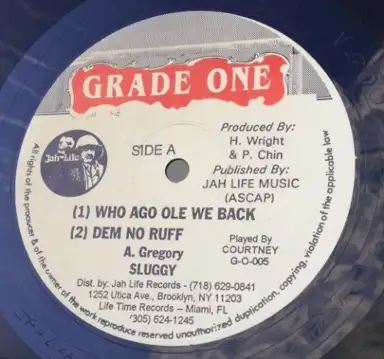 GRADE ONE
Jah-Life
SIDE A
Produced By:
H. Wright
& P. Chin
Published By:
JAH LIFE MUSIC
(ASCAP)
(1) WHO AGO OLE WE BACK
(2) DEM NO RUFF
A. Gregory
SLUGGY
Played By
COURTNEY
G-O-005
Dist. by: Jah Life Records - (718) 629-0841
1252 Utica Ave., Brooklyn, NY 11203
Life Time Records -- Miami, FL
(305) 624-1245
All rights of the producer & of the owner of the work reproduce reserved unauthorized duplication, copying, violation of the applicable law